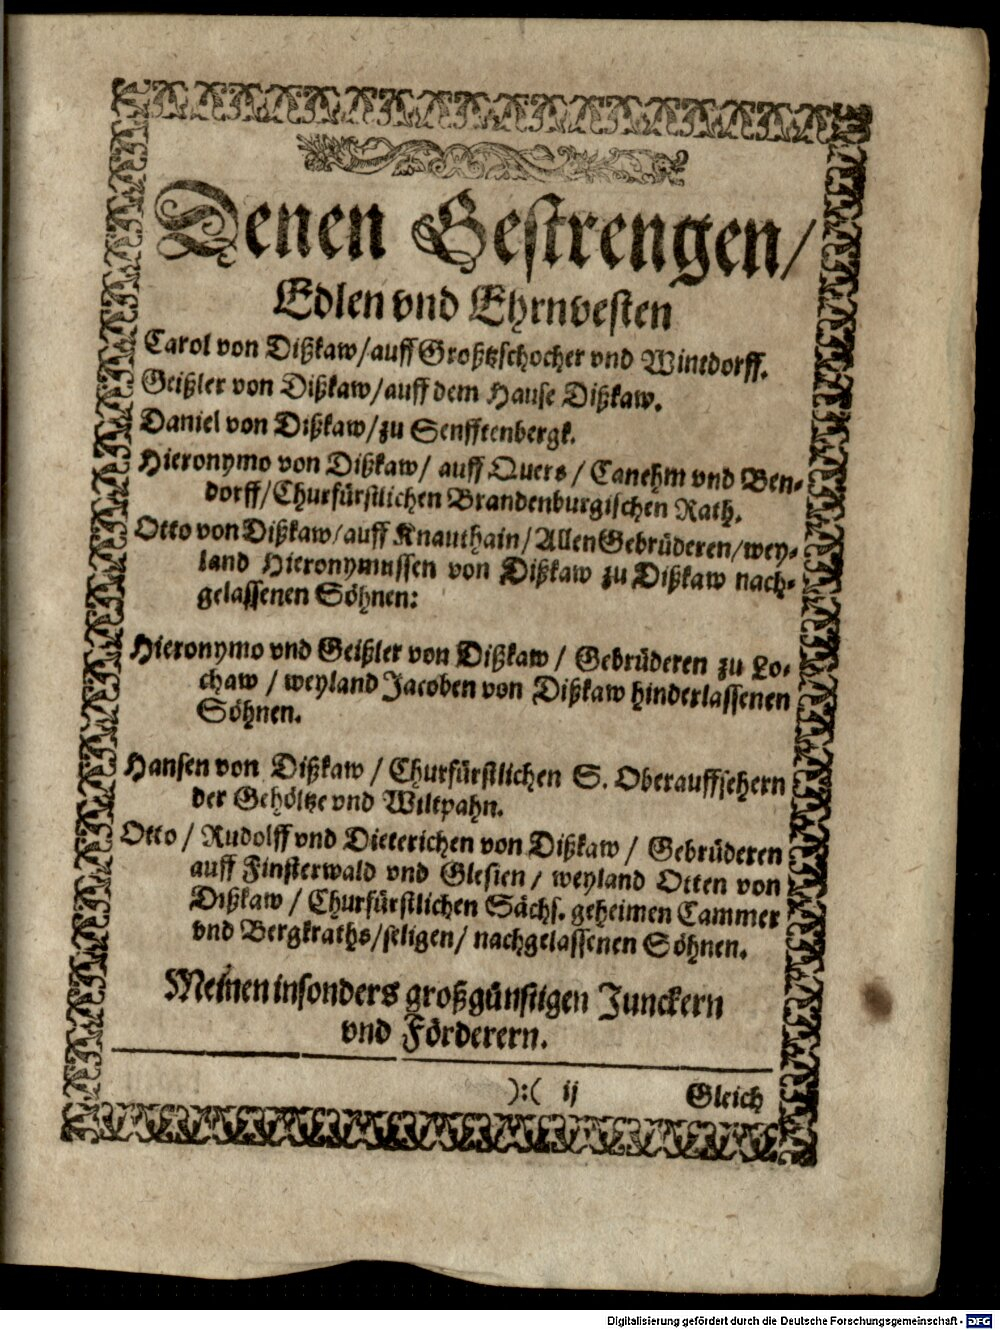 Denen Gestrengen/
Edlen vnd Ehrnvesten
Carol von Dißkaw/auff Großtzschocher vnd Wintdorff.
Geißler von Dißkaw/auff dem Hause Dißkaw.
Daniel von Dißkaw/zu Senfftenbergk.
Hieronymo von Dißkaw/ auff Quers/ Canehm vnd Ben-
dorff/Churfürstlichen Brandenburgischen Rath.
Otto von Dißkaw/auff Knauthain/Allen Gebrüderen/wey-
land Hieronymussen von Dißkaw zu Dißkaw nach-
gelassenen Söhnen:
Hieronymo vnd Geißler von Dißkaw / Gebrüderen zu Lo-
chaw / weyland Jacoben von Dißkaw hinderlassenen
Söhnen.
Hansen von Dißkaw / Churfürstlichen S. Oberauffsehern
der Gehöltze vnd Wiltpahn.
Otto / Rudolff vnd Dieterichen von Dißkaw / Gebrüderen
auff Finsterwald vnd Glesien / weyland Otten von
Dißkaw / Churfürstlichen Sächs. geheimen Cammer
vnd Bergkraths/seligen/ nachgelassenen Söhnen.
Meinen insonders großgünstigen Junckern
vnd Förderern.
):( ij Gleich
Digitalisierung gefördert durch die Deutsche Forschungsgemeinschaft - DFG